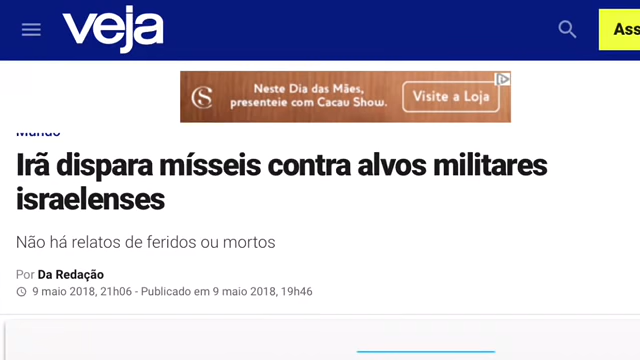 veja
Ass
Neste Dia das Mães,
presenteie com Cacau Show.
Visite a Loja
Mundo
Irã dispara mísseis contra alvos militares
israelenses
Não há relatos de feridos ou mortos
Por Da Redação
9 maio 2018, 21h06 - Publicado em 9 maio 2018, 19h46